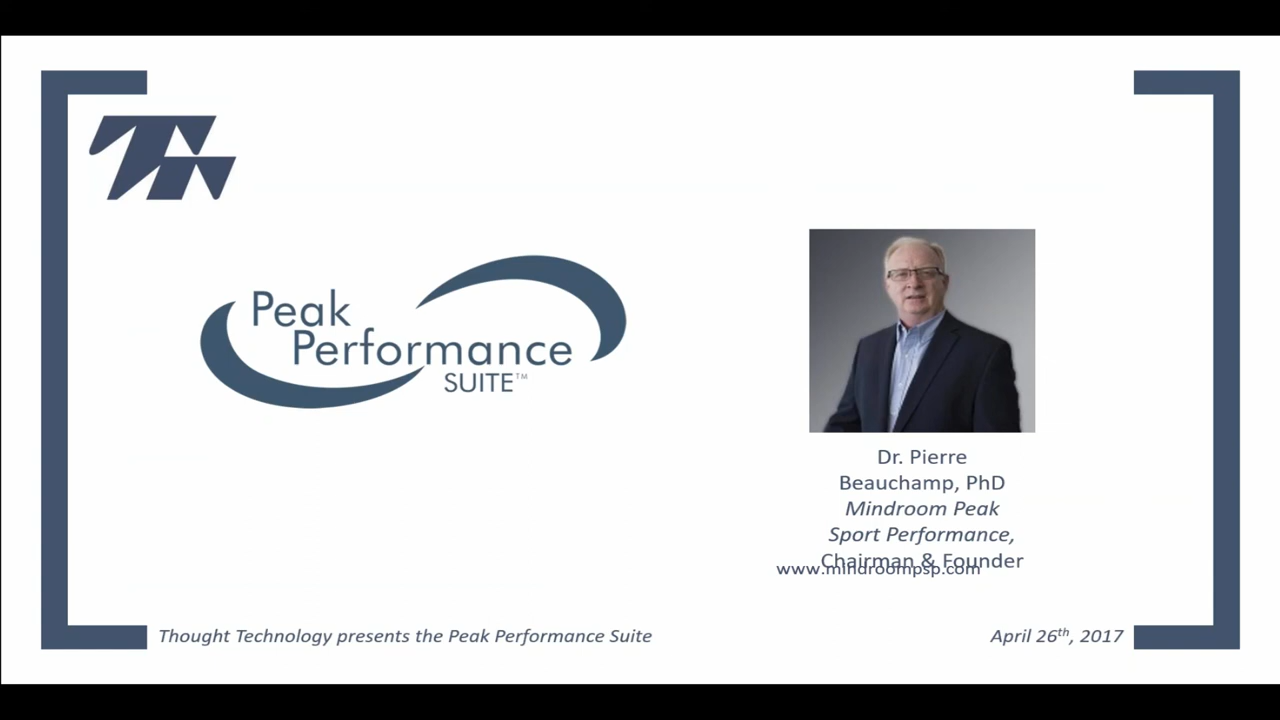 Peak
Performance
SUITE™
Dr. Pierre
Beauchamp, PhD
Mindroom Peak
Sport Performance,
Chairman & Founder
www.mindroompsp.com
Thought Technology presents the Peak Performance Suite
April 26th, 2017